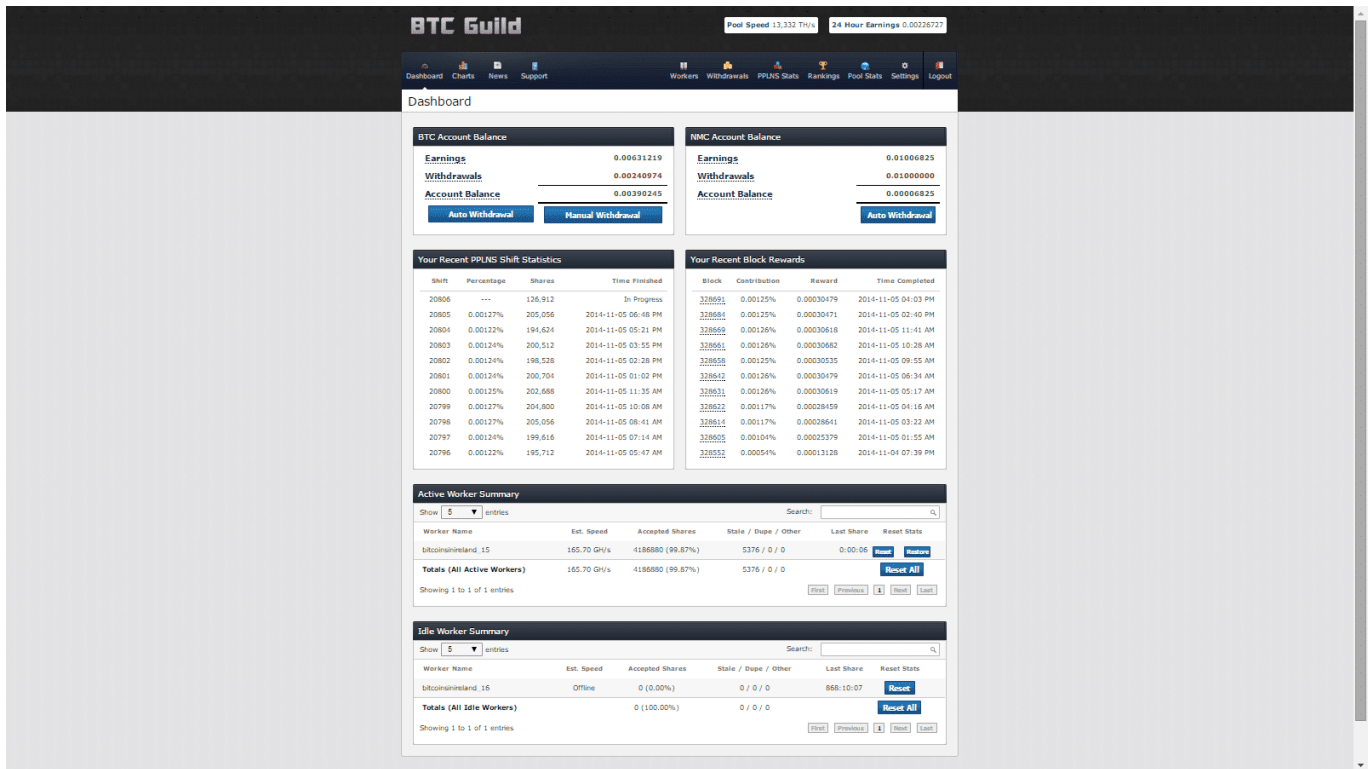 BTC Guild
Pool Speed 13,332 TH/s 24 Hour Earnings 0.00226727
Dashboard Charts News Support Workers Withdrawals PPLNS Stats Rankings Pool Stats Settings Logout
Dashboard
BTC Account Balance
Earnings 0.00631219
Withdrawals 0.00240974
Account Balance 0.00390245
Auto Withdrawal Manual Withdrawal
NMC Account Balance
Earnings 0.01006825
Withdrawals 0.01000000
Account Balance 0.00006825
Auto Withdrawal
Your Recent PPLNS Shift Statistics
Shift Percentage Shares Time Finished
20806 --- 126,912 In Progress
20805 0.00127% 205,056 2014-11-05 06:48 PM
20804 0.00122% 194,624 2014-11-05 05:21 PM
20803 0.00124% 200,512 2014-11-05 03:55 PM
20802 0.00124% 198,528 2014-11-05 02:28 PM
20801 0.00124% 200,704 2014-11-05 01:02 PM
20800 0.00125% 202,688 2014-11-05 11:35 AM
20799 0.00127% 204,800 2014-11-05 10:08 AM
20798 0.00127% 205,056 2014-11-05 08:41 AM
20797 0.00124% 199,616 2014-11-05 07:14 AM
20796 0.00122% 195,712 2014-11-05 05:47 AM
Your Recent Block Rewards
Block Contribution Reward Time Completed
328691 0.00125% 0.00030479 2014-11-05 04:03 PM
328684 0.00125% 0.00030471 2014-11-05 02:40 PM
328669 0.00126% 0.00030618 2014-11-05 11:41 AM
328661 0.00126% 0.00030682 2014-11-05 10:28 AM
328658 0.00125% 0.00030535 2014-11-05 09:55 AM
328642 0.00126% 0.00030479 2014-11-05 06:34 AM
328631 0.00126% 0.00030619 2014-11-05 05:17 AM
328622 0.00117% 0.00028459 2014-11-05 04:16 AM
328614 0.00117% 0.00028641 2014-11-05 03:22 AM
328605 0.00104% 0.00025379 2014-11-05 01:55 AM
328552 0.00054% 0.00013128 2014-11-04 07:39 PM
Active Worker Summary
Show 5 entries Search:
Worker Name Est. Speed Accepted Shares Stale / Dupe / Other Last Share Reset Stats
bitcoinsinireland_15 165.70 GH/s 4186880 (99.87%) 5376 / 0 / 0 0:00:06 Reset Restore
Totals (All Active Workers) 165.70 GH/s 4186880 (99.87%) 5376 / 0 / 0 Reset All
Showing 1 to 1 of 1 entries First Previous 1 Next Last
Idle Worker Summary
Show 5 entries Search:
Worker Name Est. Speed Accepted Shares Stale / Dupe / Other Last Share Reset Stats
bitcoinsinireland_16 Offline 0 (0.00%) 0 / 0 / 0 868:10:07 Reset
Totals (All Idle Workers) 0 (100.00%) 0 / 0 / 0 Reset All
Showing 1 to 1 of 1 entries First Previous 1 Next Last